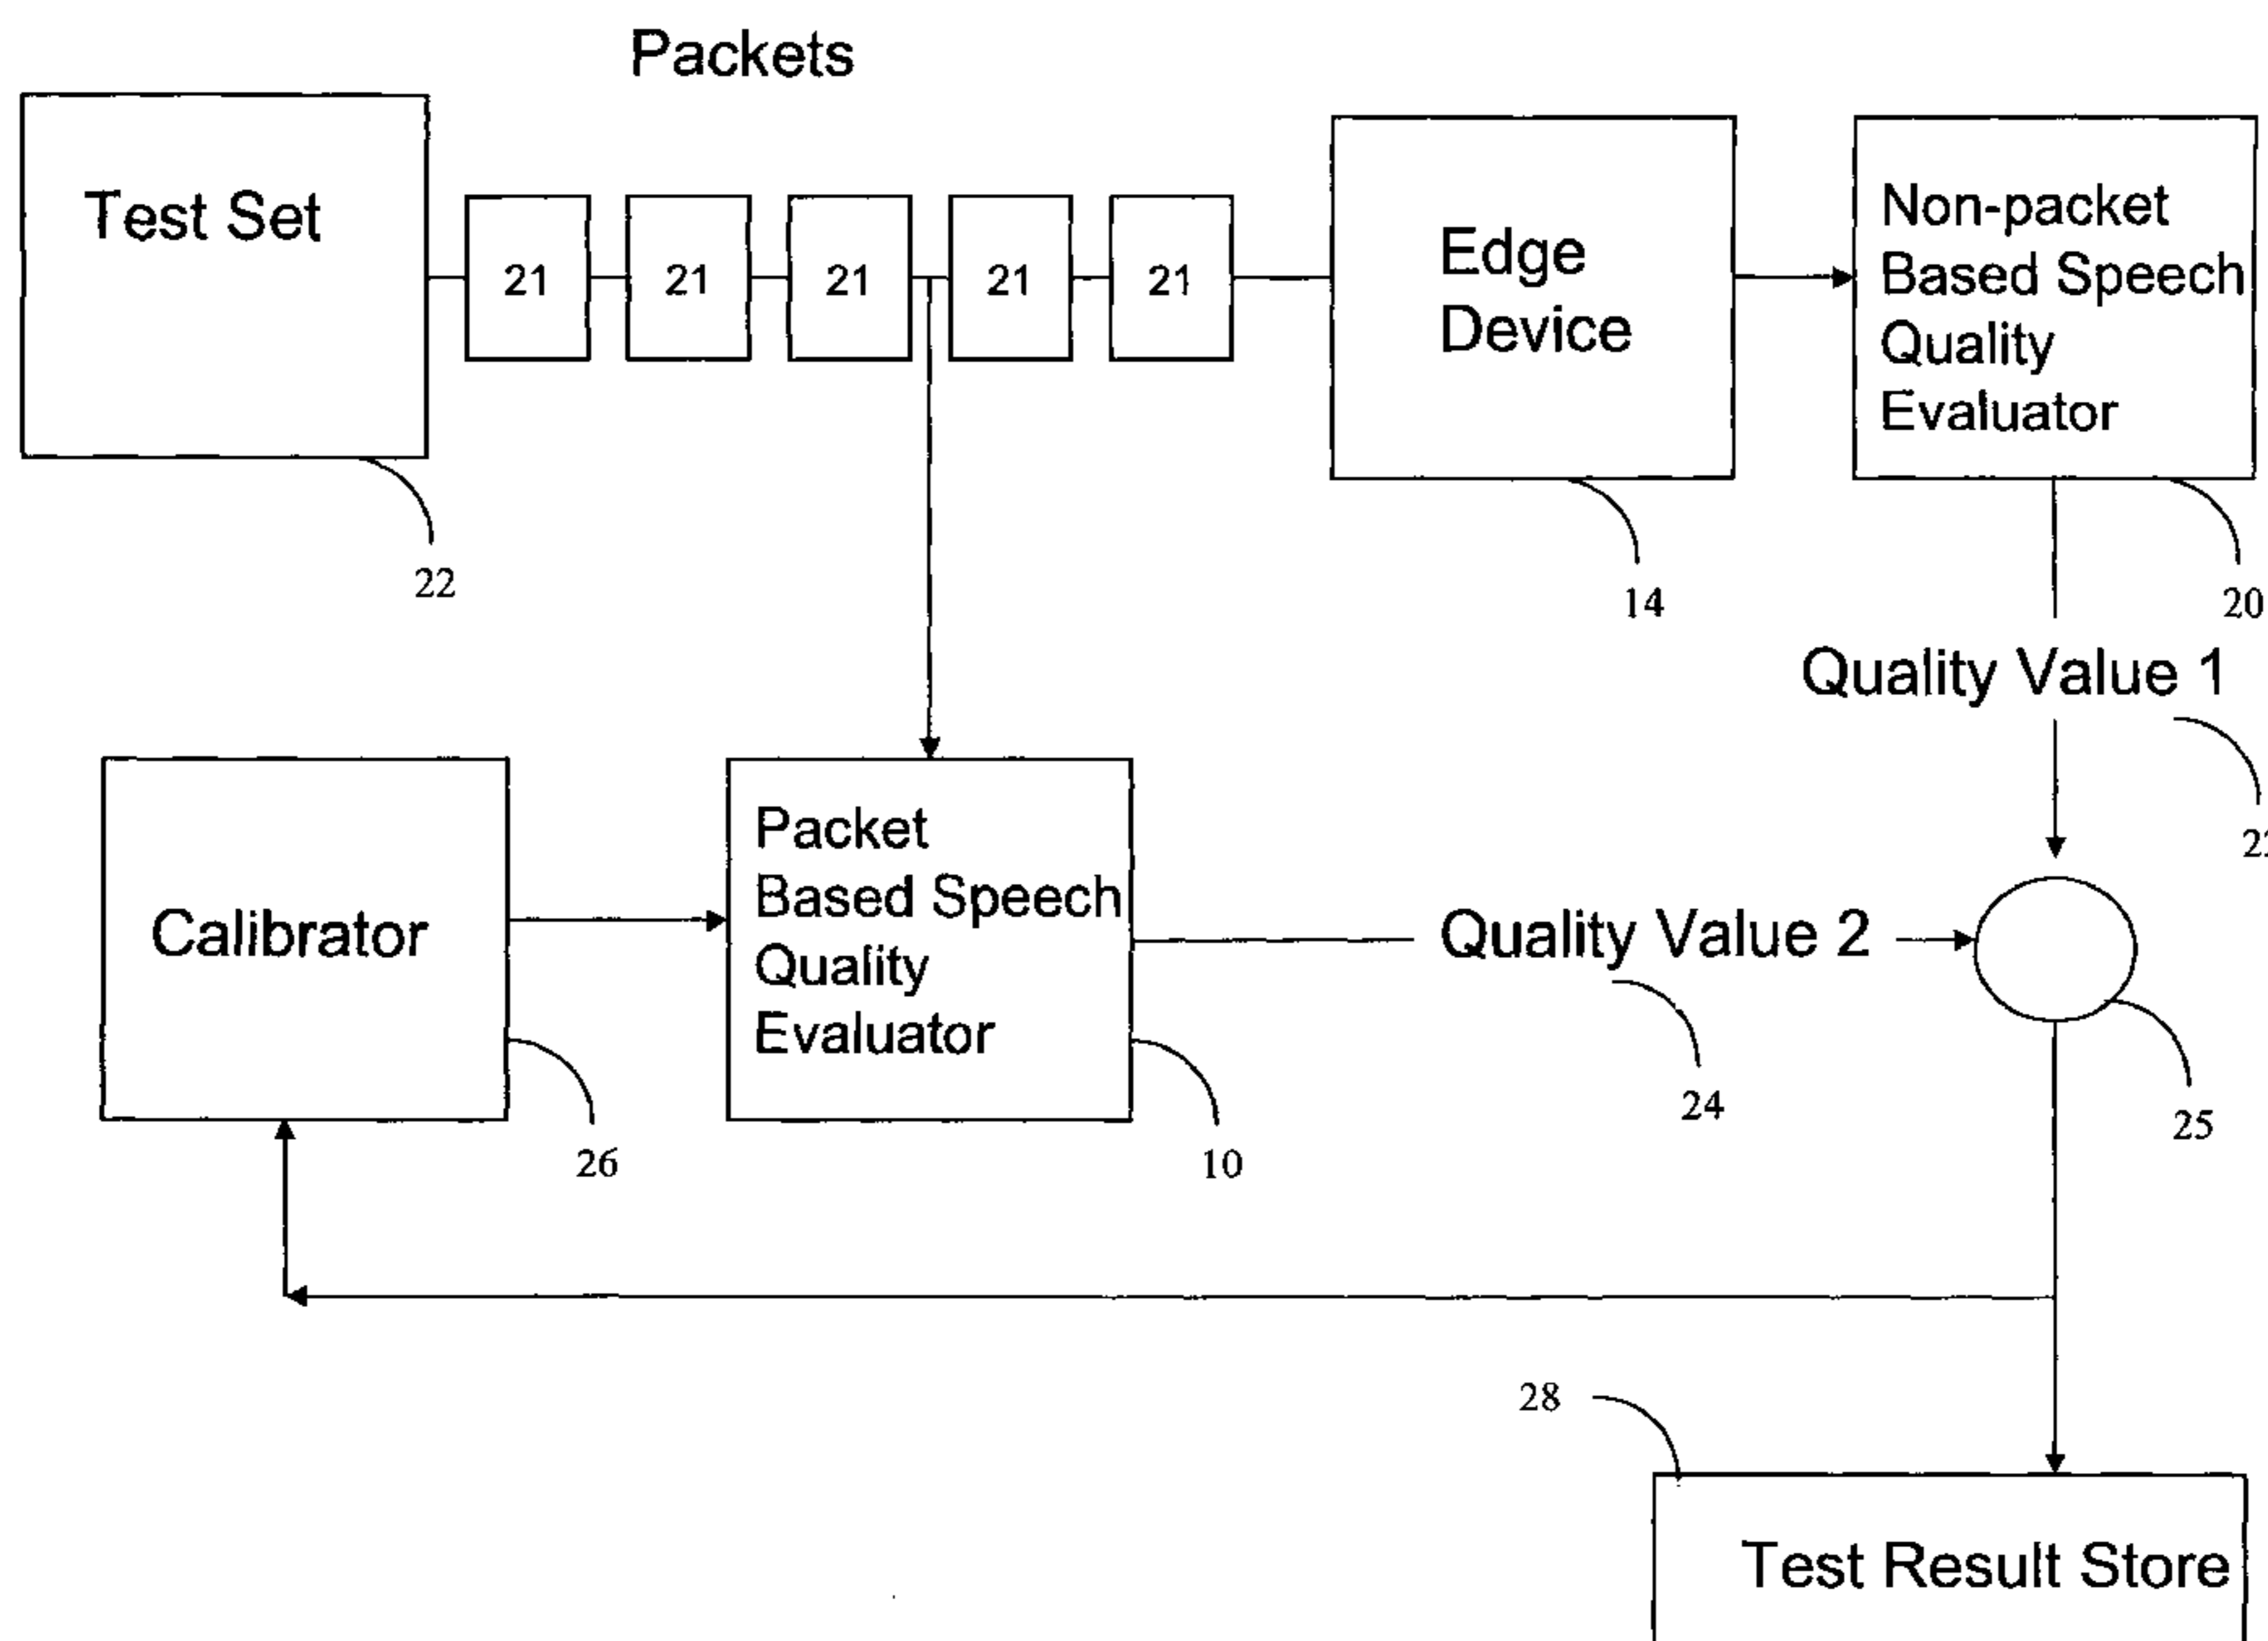 Packets
Test Set
21
21
21
21
21
Edge
Device
Non-packet
Based Speech
Quality
Evaluator
22
14
20
Quality Value 1
Calibrator
Packet
Based Speech
Quality
Evaluator
Quality Value 2
24
25
26
10
28
Test Result Store